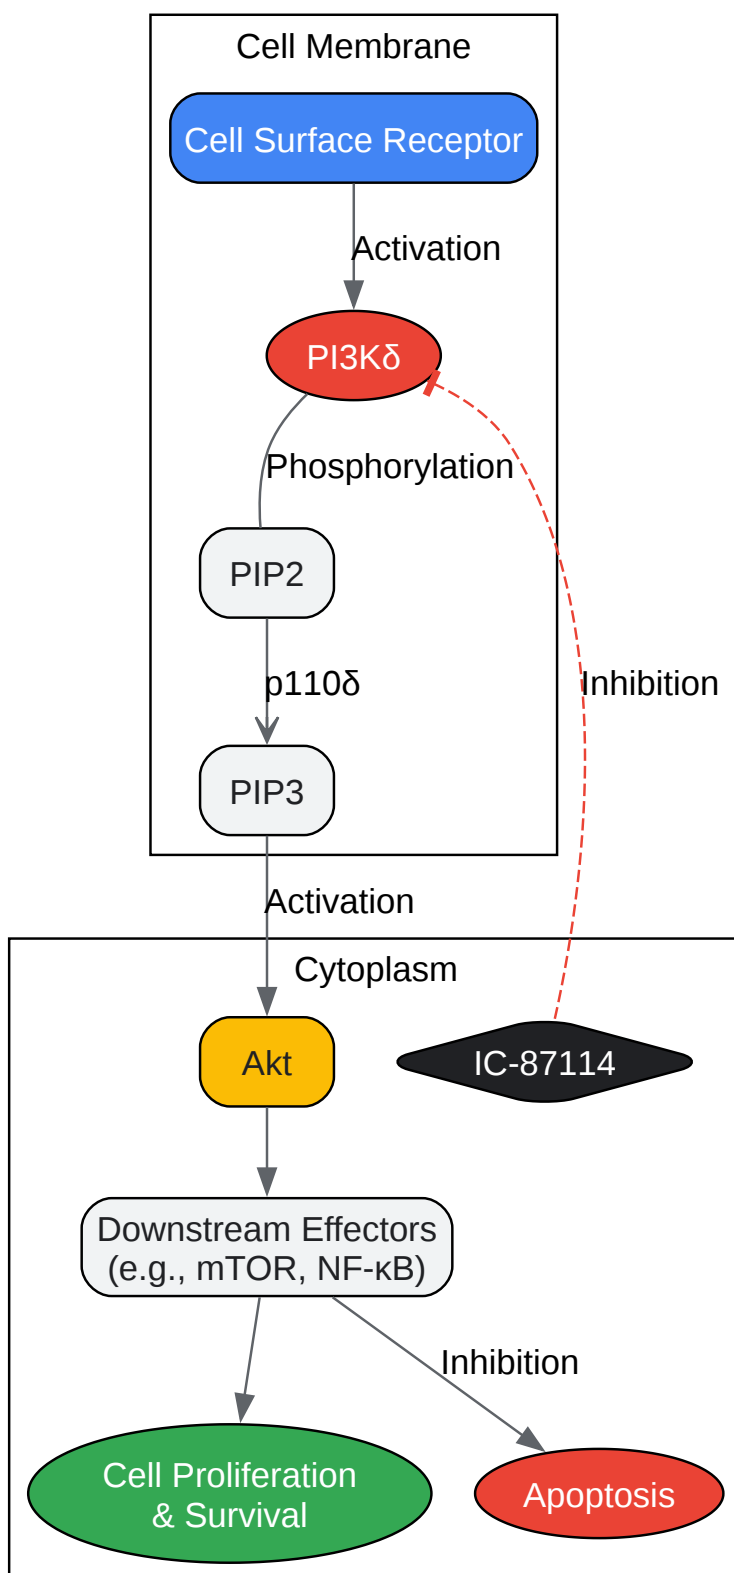 Cell Membrane
Cell Surface Receptor
Activation
PI3Kδ
Phosphorylation
PIP2
p110δ
Inhibition
PIP3
Activation
Cytoplasm
Akt
IC-87114
Downstream Effectors
(e.g., mTOR, NF-κB)
Inhibition
Cell Proliferation
& Survival
Apoptosis